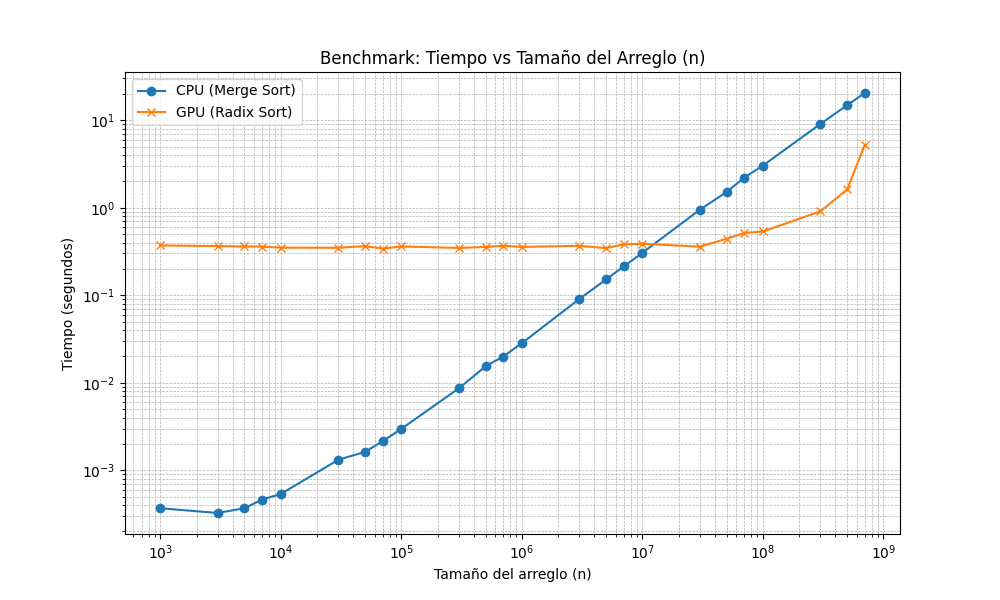 Benchmark: Tiempo vs Tamaño del Arreglo (n)
CPU (Merge Sort)
GPU (Radix Sort)
Tiempo (segundos)
10¹
10⁰
10⁻¹
10⁻²
10⁻³
10³ 10⁴ 10⁵ 10⁶ 10⁷ 10⁸ 10⁹
Tamaño del arreglo (n)